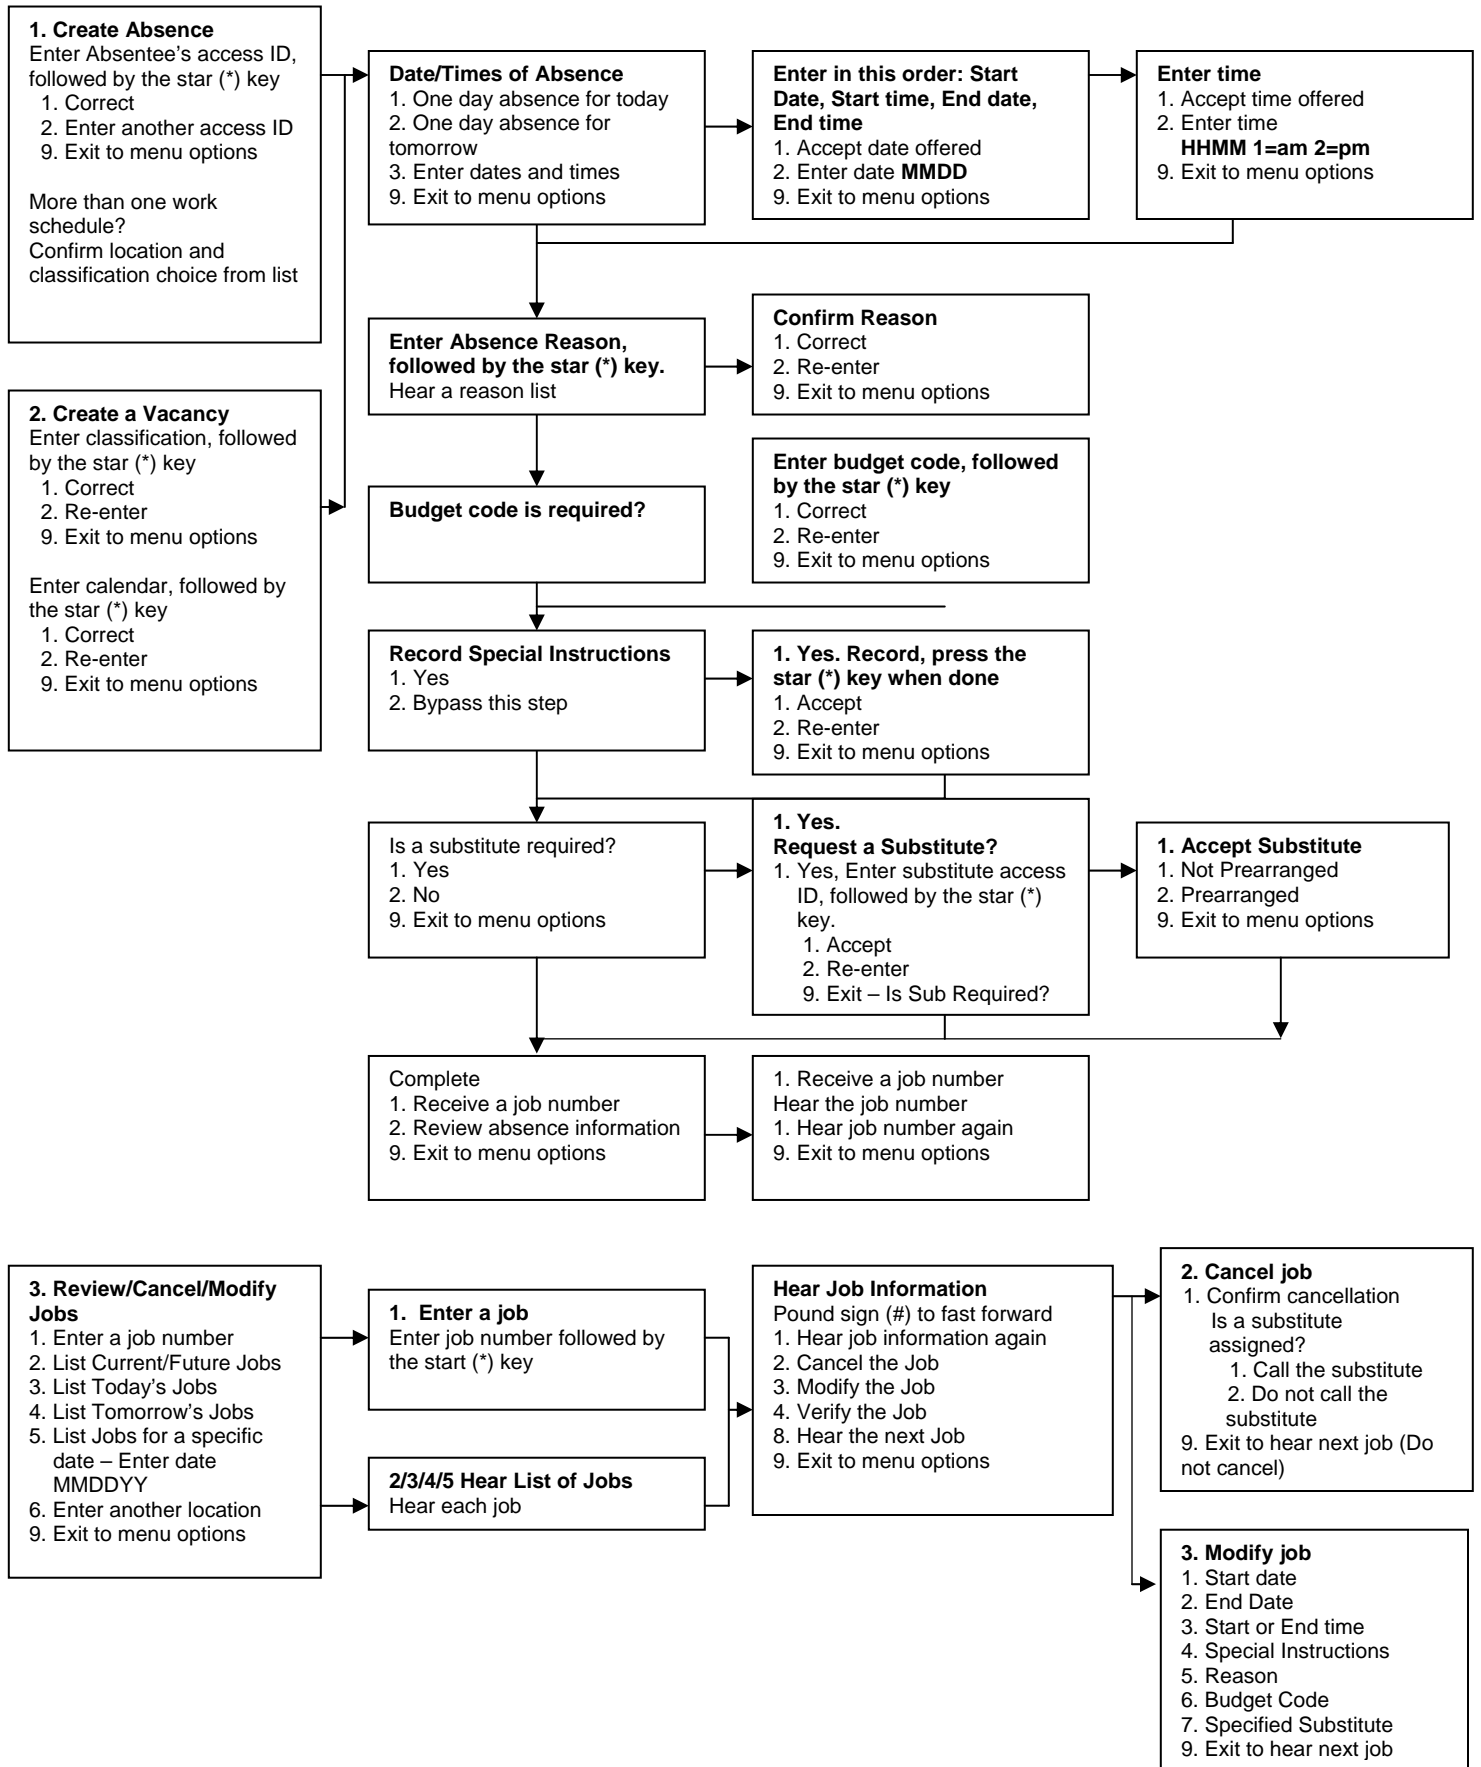 1. Create Absence
Enter Absentee's access ID,
followed by the star (*) key
1. Correct
2. Enter another access ID
9. Exit to menu options
More than one work
schedule?
Confirm location and
classification choice from list
Date/Times of Absence
1. One day absence for today
2. One day absence for
tomorrow
3. Enter dates and times
9. Exit to menu options
Enter in this order: Start
Date, Start time, End date,
End time
1. Accept date offered
2. Enter date MMDD
9. Exit to menu options
Enter time
1. Accept time offered
2. Enter time
HHMM 1=am 2=pm
9. Exit to menu options
Enter Absence Reason,
followed by the star (*) key.
Hear a reason list
Confirm Reason
1. Correct
2. Re-enter
9. Exit to menu options
2. Create a Vacancy
Enter classification, followed
by the star (*) key
1. Correct
2. Re-enter
9. Exit to menu options
Enter calendar, followed by
the star (*) key
1. Correct
2. Re-enter
9. Exit to menu options
Budget code is required?
Enter budget code, followed
by the star (*) key
1. Correct
2. Re-enter
9. Exit to menu options
Record Special Instructions
1. Yes
2. Bypass this step
1. Yes. Record, press the
star (*) key when done
1. Accept
2. Re-enter
9. Exit to menu options
Is a substitute required?
1. Yes
2. No
9. Exit to menu options
1. Yes.
Request a Substitute?
1. Yes, Enter substitute access
ID, followed by the star (*)
key.
1. Accept
2. Re-enter
9. Exit – Is Sub Required?
1. Accept Substitute
1. Not Prearranged
2. Prearranged
9. Exit to menu options
Complete
1. Receive a job number
2. Review absence information
9. Exit to menu options
1. Receive a job number
Hear the job number
1. Hear job number again
9. Exit to menu options
3. Review/Cancel/Modify
Jobs
1. Enter a job number
2. List Current/Future Jobs
3. List Today's Jobs
4. List Tomorrow's Jobs
5. List Jobs for a specific
date – Enter date
MMDDYY
6. Enter another location
9. Exit to menu options
1. Enter a job
Enter job number followed by
the start (*) key
2/3/4/5 Hear List of Jobs
Hear each job
Hear Job Information
Pound sign (#) to fast forward
1. Hear job information again
2. Cancel the Job
3. Modify the Job
4. Verify the Job
8. Hear the next Job
9. Exit to menu options
2. Cancel job
1. Confirm cancellation
Is a substitute
assigned?
1. Call the substitute
2. Do not call the
substitute
9. Exit to hear next job (Do
not cancel)
3. Modify job
1. Start date
2. End Date
3. Start or End time
4. Special Instructions
5. Reason
6. Budget Code
7. Specified Substitute
9. Exit to hear next job